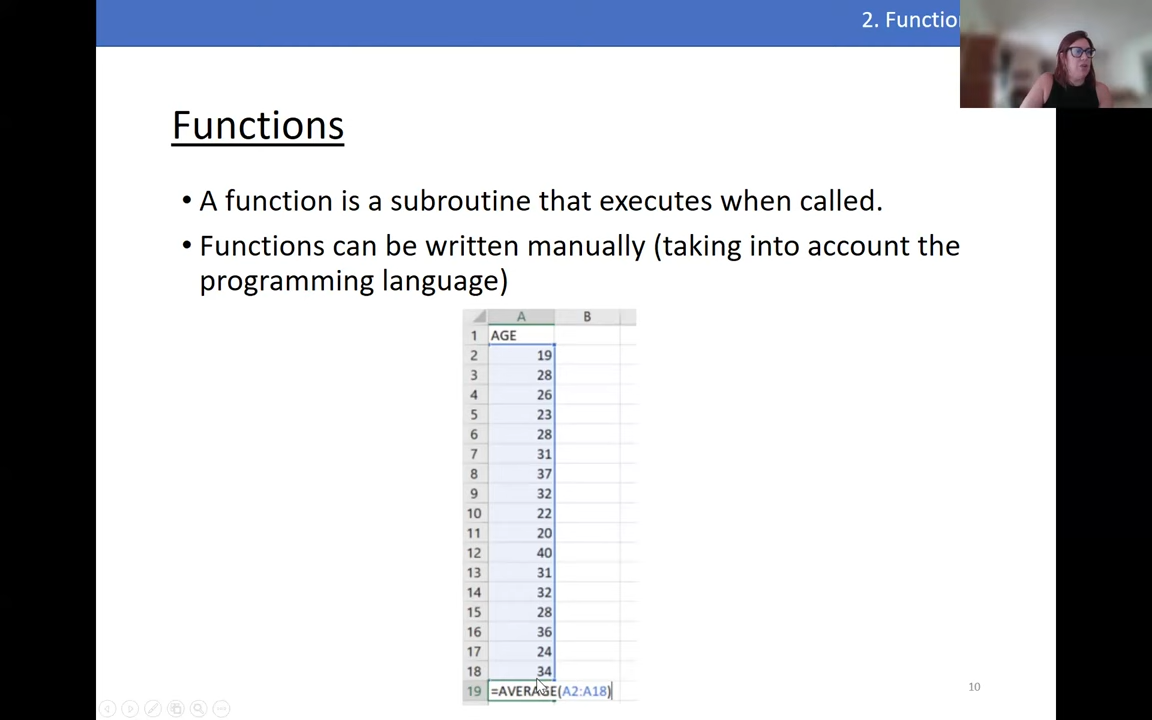 2. Functio
Functions
• A function is a subroutine that executes when called.
• Functions can be written manually (taking into account the
programming language)
A B
1 AGE
2 19
3 28
4 26
5 23
6 28
7 31
8 37
9 32
10 22
11 20
12 40
13 31
14 32
15 28
16 36
17 24
18 34
19 =AVERAGE(A2:A18)
10